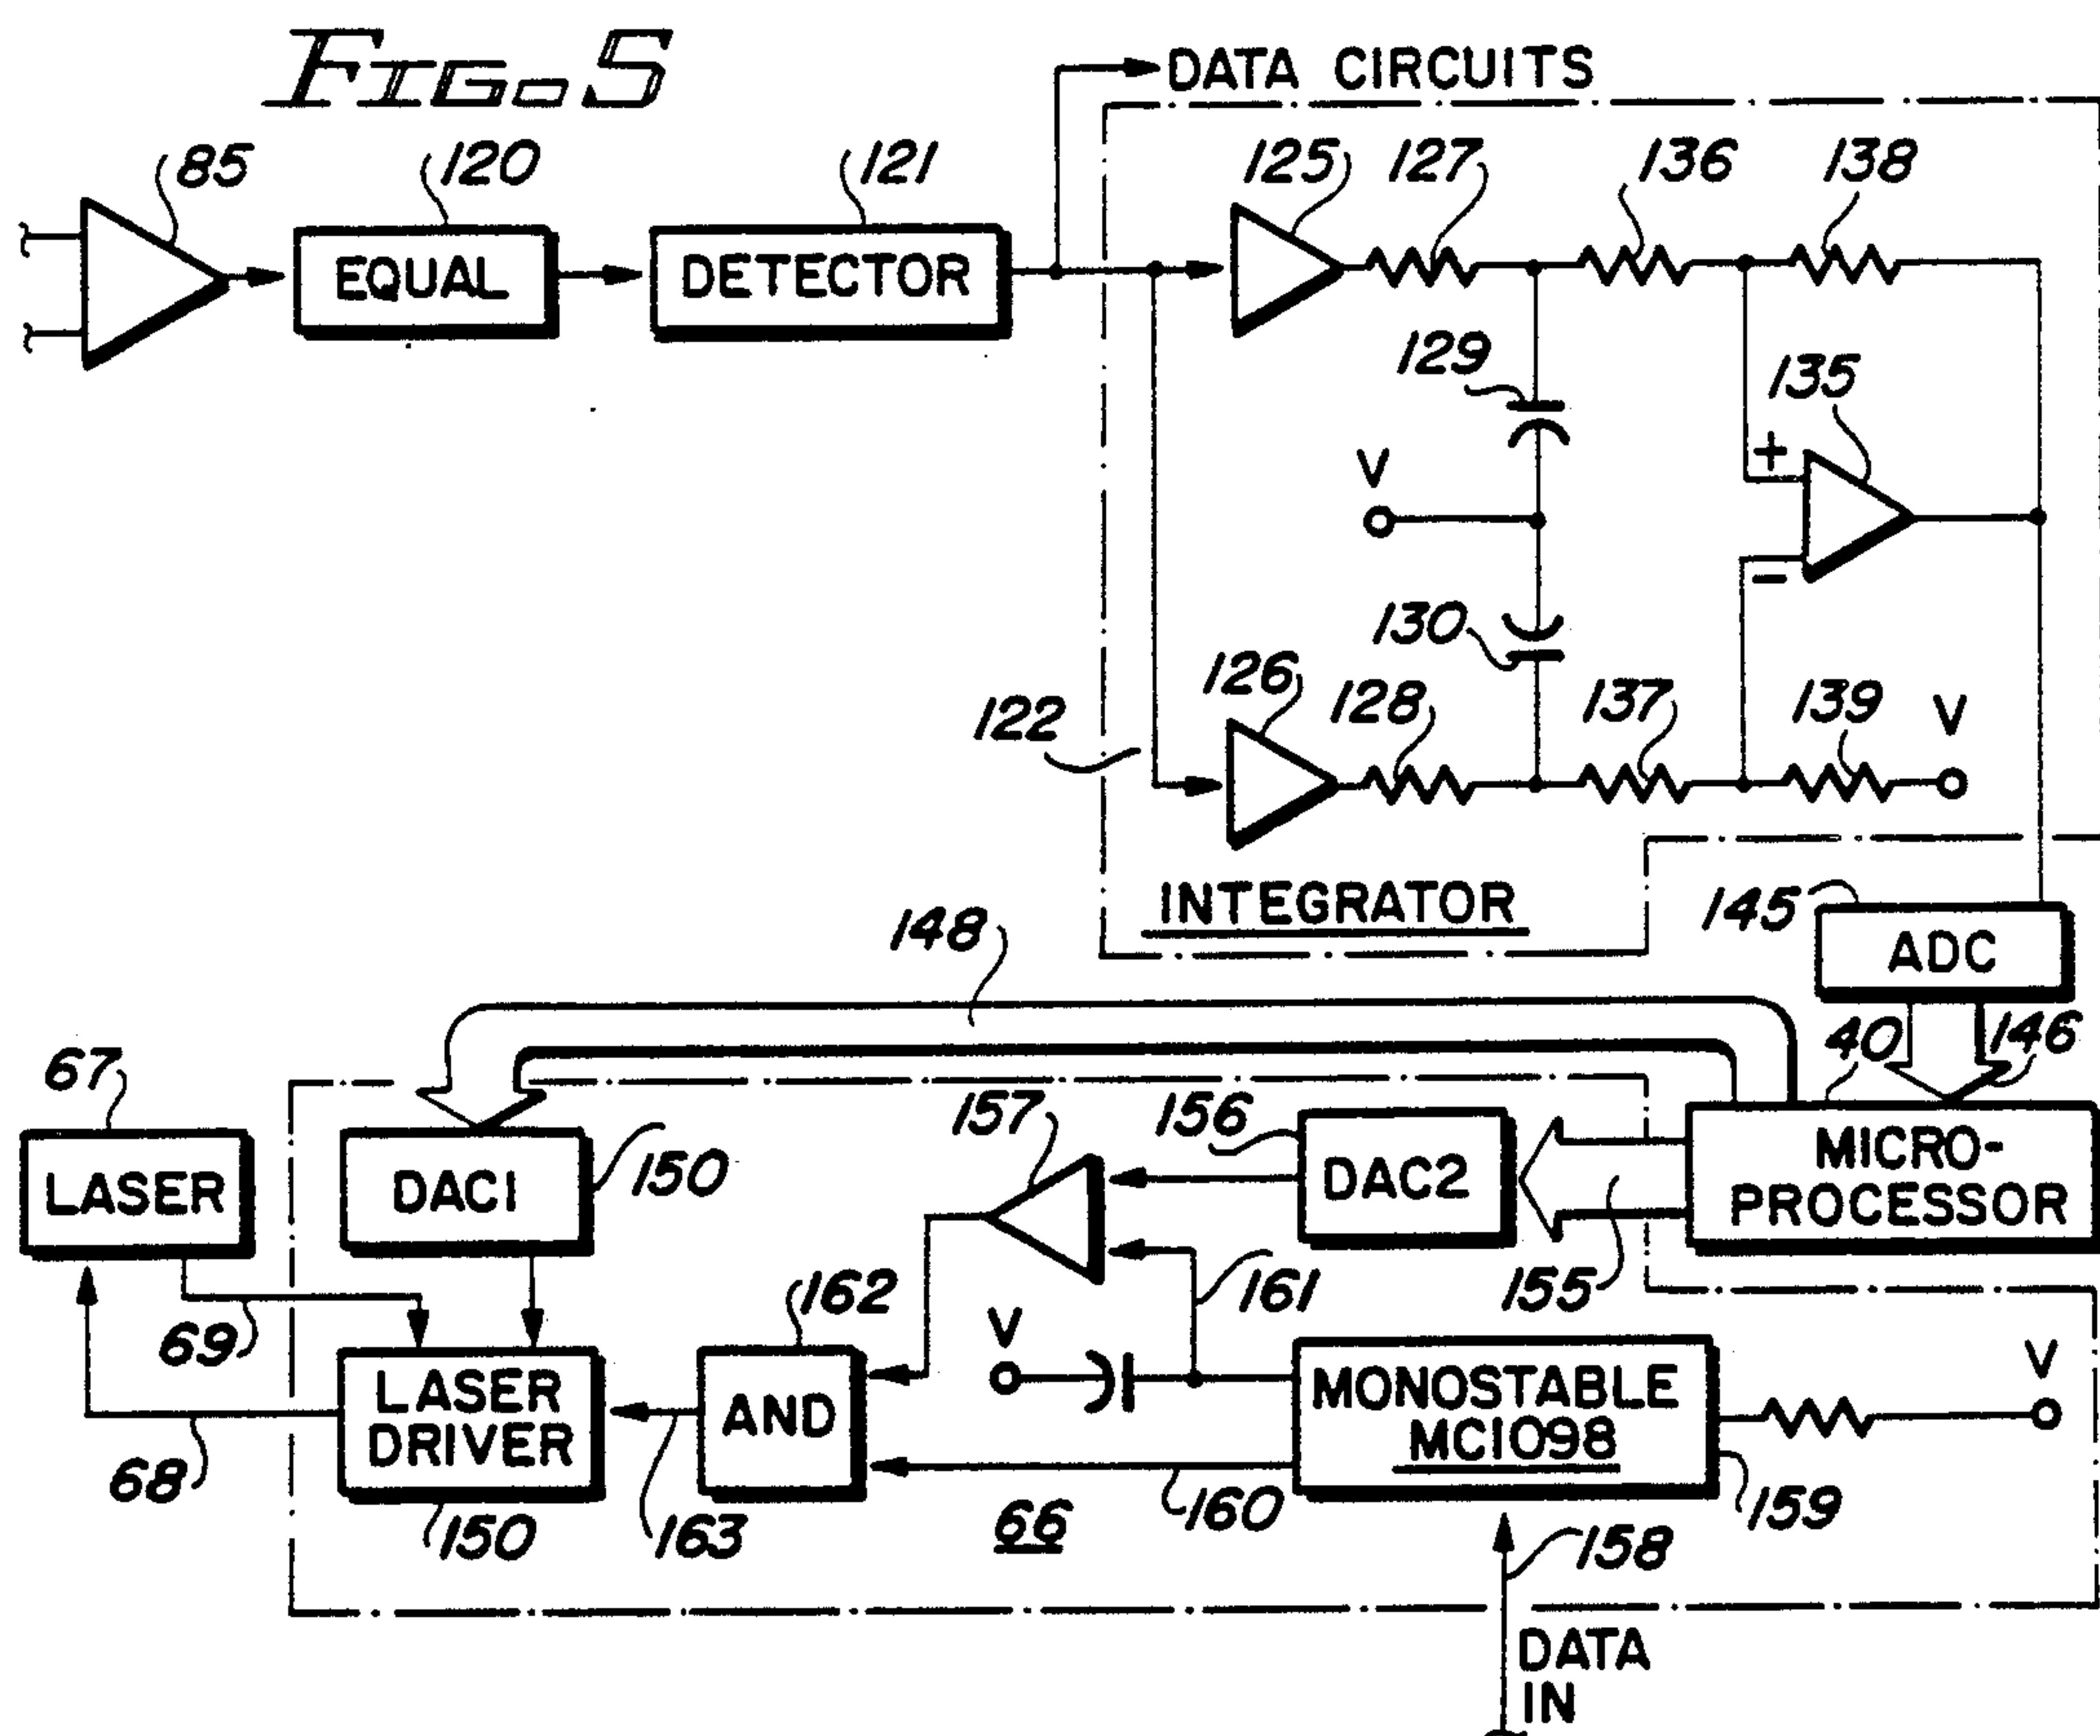 FIG. 5
DATA CIRCUITS
85
120
121
125
127
136
138
EQUAL
DETECTOR
129
135
+
V
-
130
126
128
137
139
V
122
INTEGRATOR
145
ADC
148
40
146
67
157
156
MICRO-
PROCESSOR
LASER
DAC1
150
DAC2
155
162
161
69
V
V
LASER
DRIVER
AND
MONOSTABLE
MC1098
68
150
163
66
160
159
158
DATA
IN